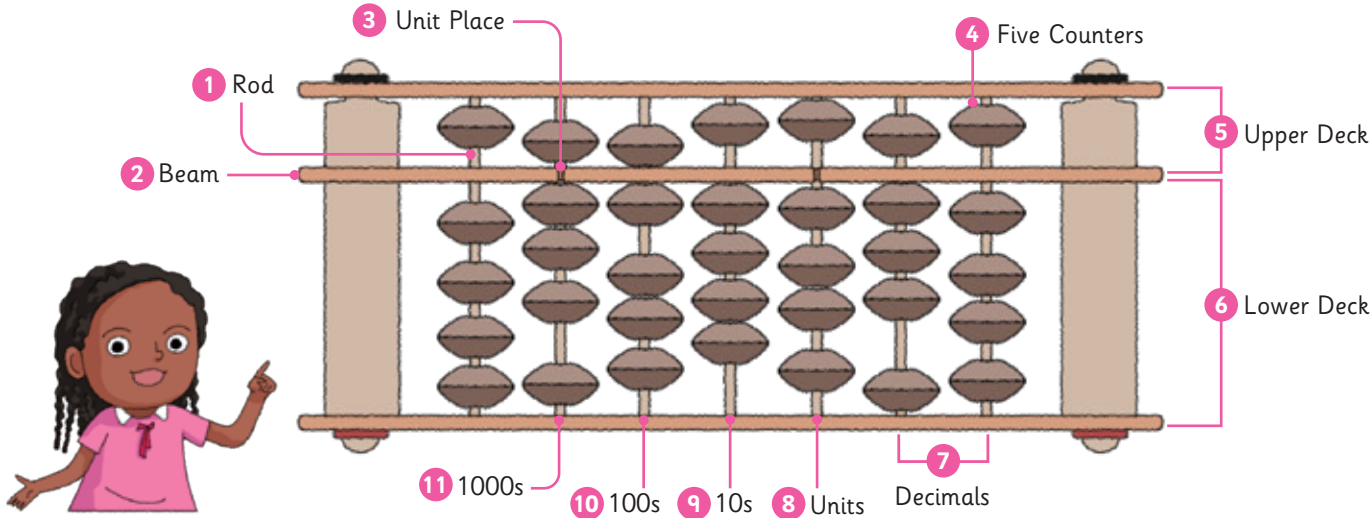 3 Unit Place
4 Five Counters
1 Rod
5 Upper Deck
2 Beam
6 Lower Deck
7
Decimals
11 1000s
10 100s
9 10s
8 Units